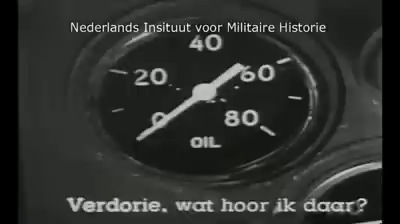 Nederlands Insituut voor Militaire Historie
40
20 60
0 80
OIL
Verdorie, wat hoor ik daar?